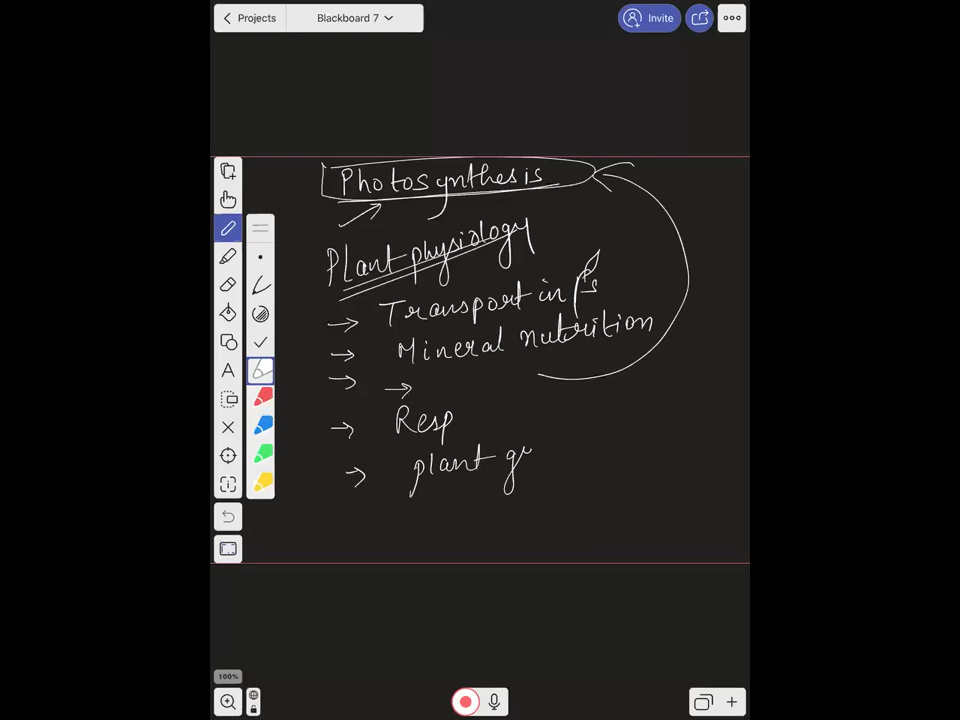 Projects
Blackboard 7
Invite
Photosynthesis
Plant physiology
→ Transport in
→ Mineral nutrition
→ →
→ Resp
→ plant gr
A
100%